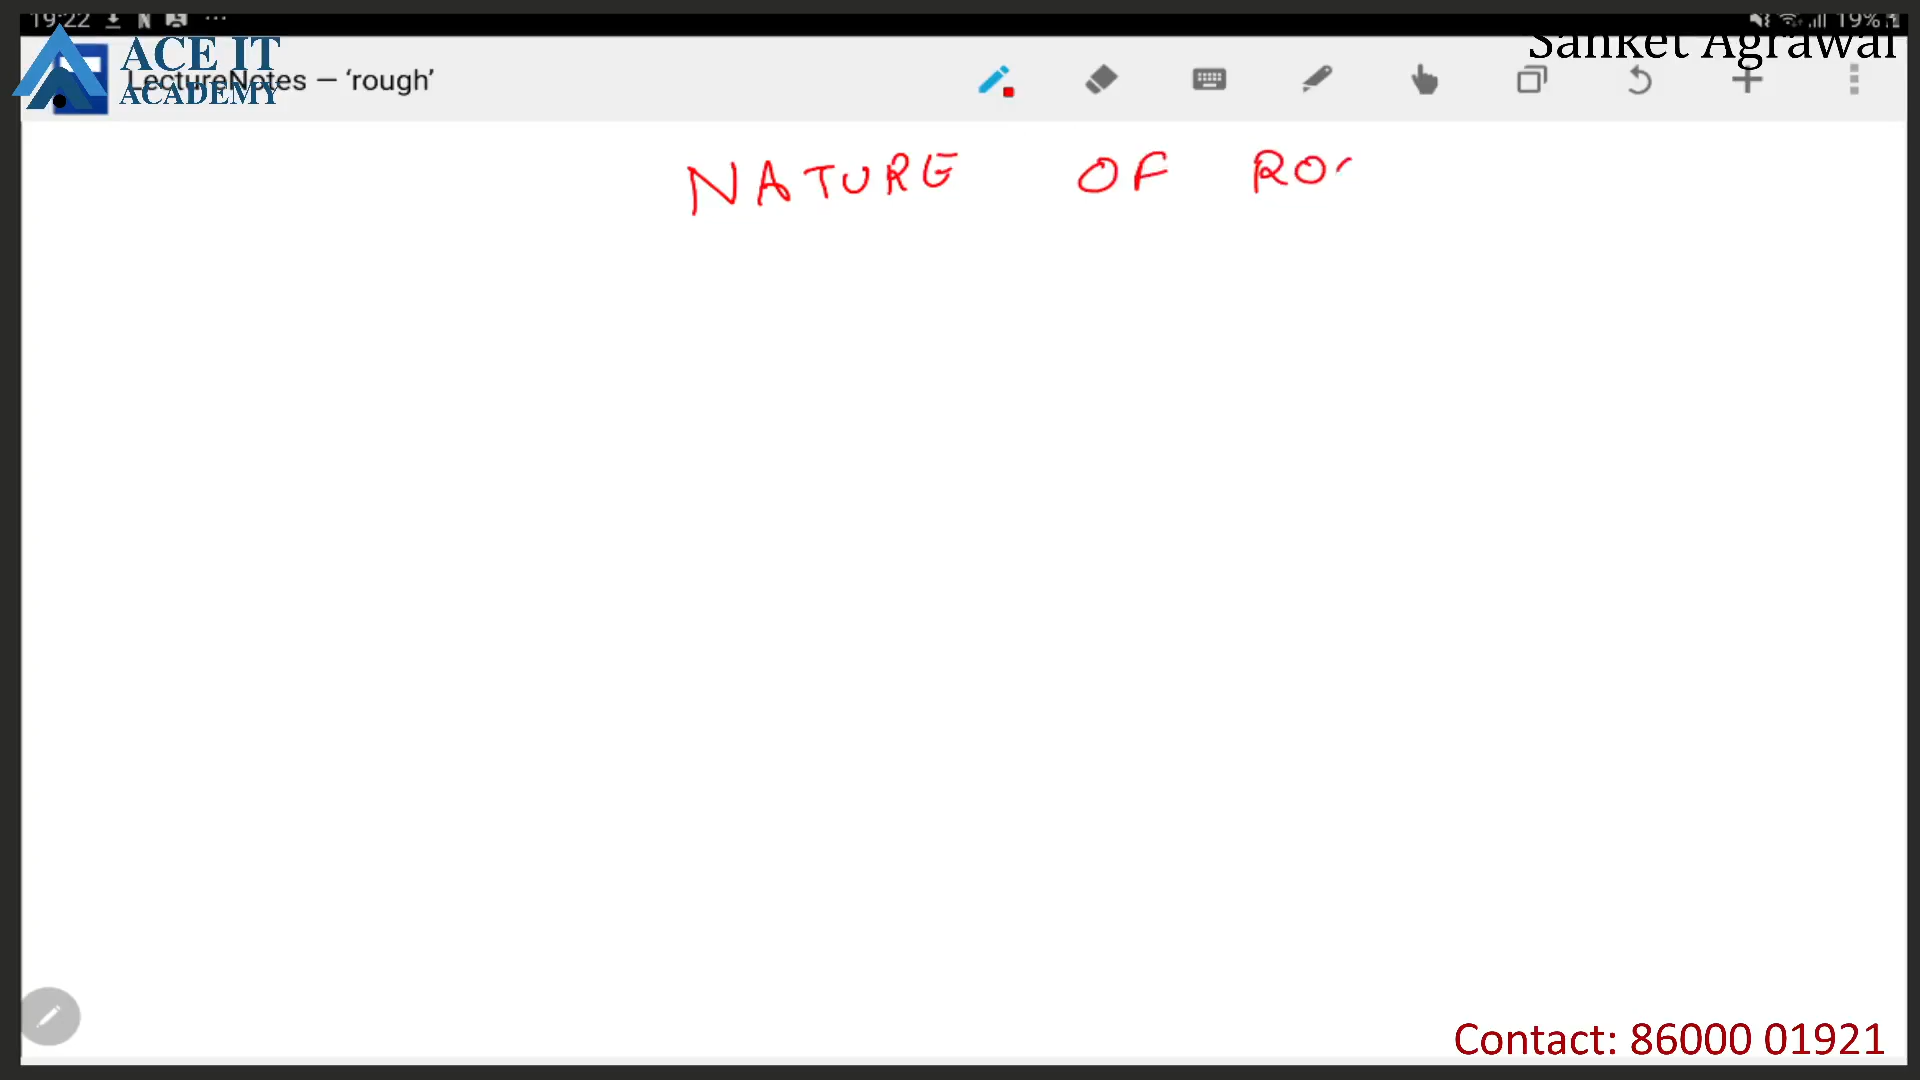 19:22 19%
Sanket Agrawal
ACE IT
ACADEMY
LectureNotes — ‘rough’
NATURE OF RO
Contact: 86000 01921